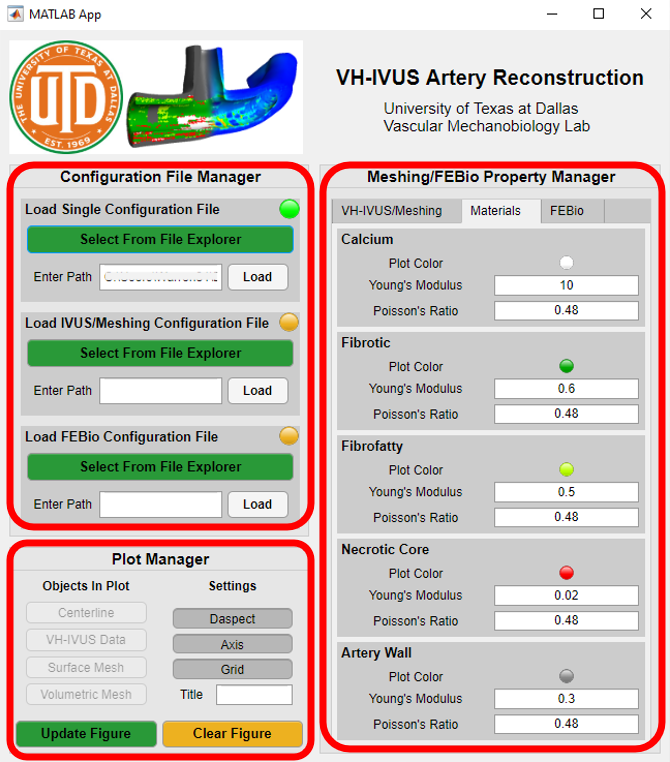 MATLAB App
THE UNIVERSITY OF TEXAS AT DALLAS
UTD
EST. 1969
VH-IVUS Artery Reconstruction
University of Texas at Dallas
Vascular Mechanobiology Lab
Configuration File Manager
Load Single Configuration File
Select From File Explorer
Enter Path
Load
Load IVUS/Meshing Configuration File
Select From File Explorer
Enter Path
Load
Load FEBio Configuration File
Select From File Explorer
Enter Path
Load
Plot Manager
Objects In Plot
Centerline
VH-IVUS Data
Surface Mesh
Volumetric Mesh
Settings
Daspect
Axis
Grid
Title
Update Figure
Clear Figure
Meshing/FEBio Property Manager
VH-IVUS/Meshing Materials FEBio
Calcium
Plot Color
Young's Modulus 10
Poisson's Ratio 0.48
Fibrotic
Plot Color
Young's Modulus 0.6
Poisson's Ratio 0.48
Fibrofatty
Plot Color
Young's Modulus 0.5
Poisson's Ratio 0.48
Necrotic Core
Plot Color
Young's Modulus 0.02
Poisson's Ratio 0.48
Artery Wall
Plot Color
Young's Modulus 0.3
Poisson's Ratio 0.48